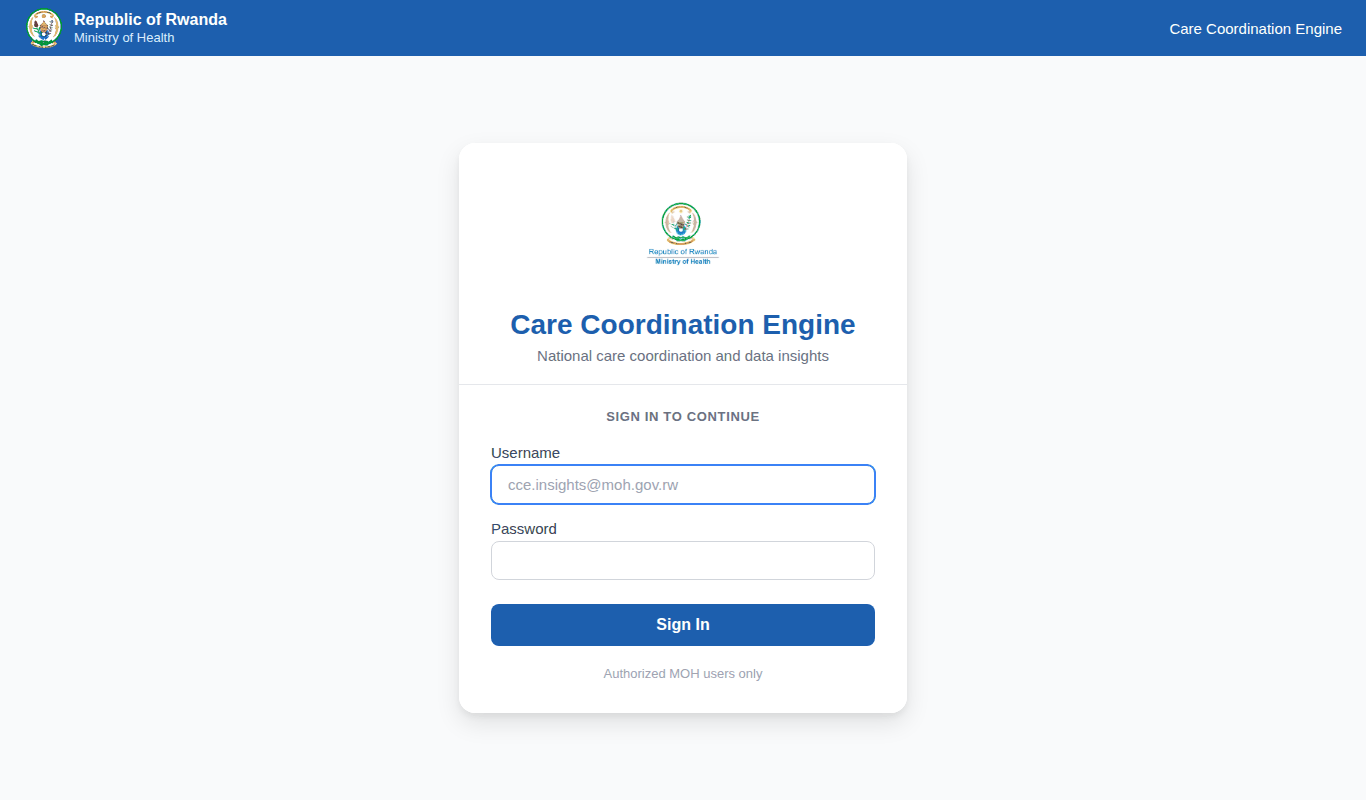 Republic of Rwanda
Ministry of Health
Care Coordination Engine
Republic of Rwanda
Ministry of Health
Care Coordination Engine
National care coordination and data insights
SIGN IN TO CONTINUE
Username
cce.insights@moh.gov.rw
Password
Sign In
Authorized MOH users only